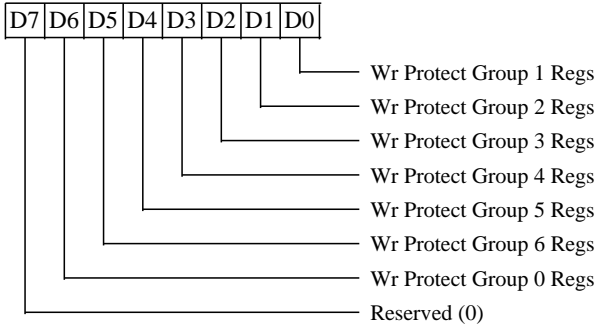 D7 D6 D5 D4 D3 D2 D1 D0
Wr Protect Group 1 Regs
Wr Protect Group 2 Regs
Wr Protect Group 3 Regs
Wr Protect Group 4 Regs
Wr Protect Group 5 Regs
Wr Protect Group 6 Regs
Wr Protect Group 0 Regs
Reserved (0)